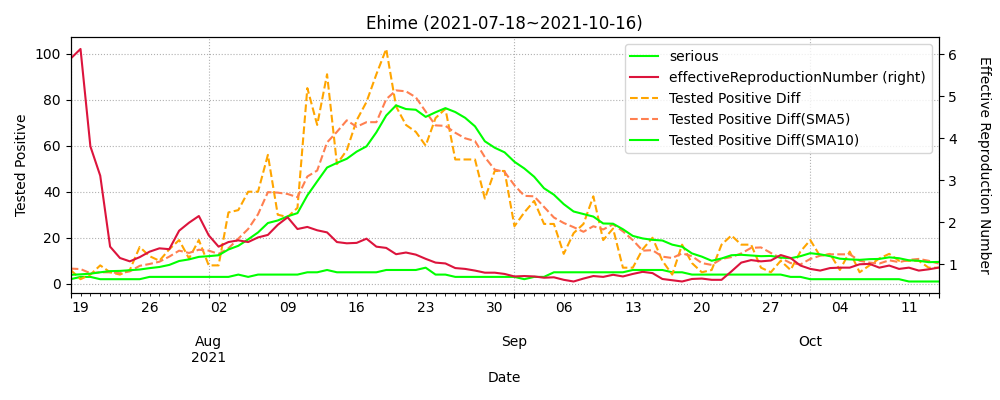 Ehime (2021-07-18~2021-10-16)
serious
effectiveReproductionNumber (right)
Tested Positive Diff
Tested Positive Diff(SMA5)
Tested Positive Diff(SMA10)
Tested Positive
100
80
60
40
20
0
6
5
4
3
2
1
Effective Reproduction Number
19 26 02 09 16 23 30 06 13 20 27 04 11
Aug Sep Oct
2021
Date